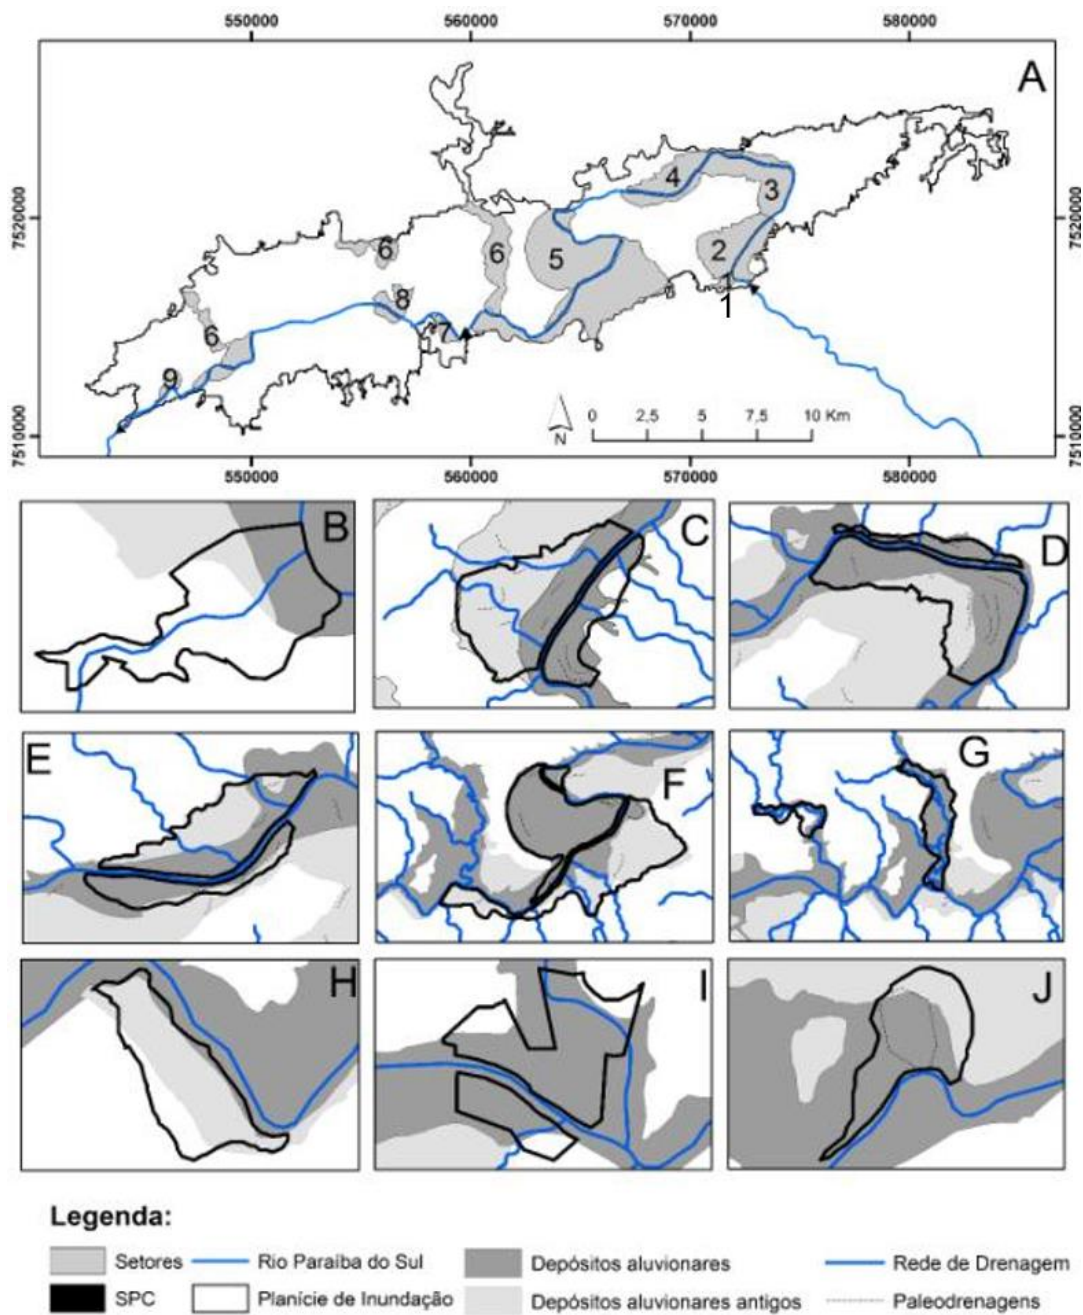 550000 560000 570000 580000
A
7520000
7520000
7510000
7510000
4
3
6
6
5
2
8
1
1
6
7
9
N
0 2,5 5 7,5 10 Km
550000 560000 570000 580000
B
C
D
E
F
G
H
I
J
Legenda:
Setores Rio Paraíba do Sul Depósitos aluvionares Rede de Drenagem
SPC Planície de Inundação Depósitos aluvionares antigos Paleodrenagens